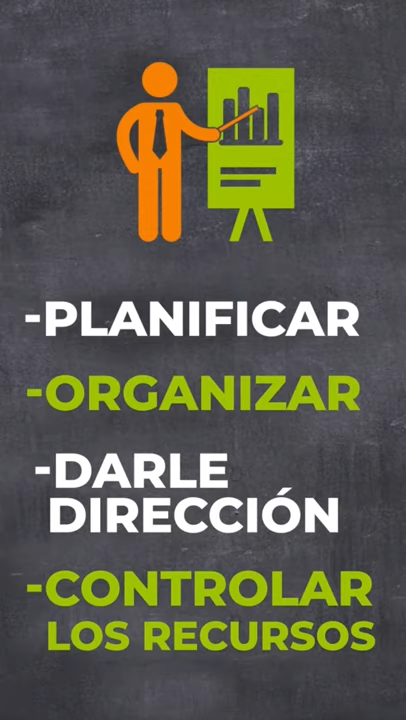 -PLANIFICAR
-ORGANIZAR
-DARLE
DIRECCIÓN
-CONTROLAR
LOS RECURSOS